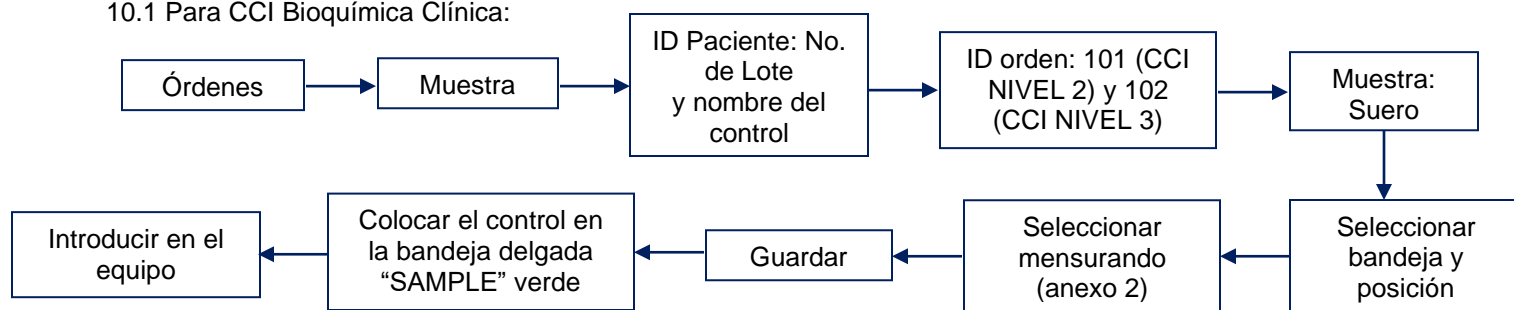 10.1 Para CCI Bioquímica Clínica:
Órdenes
Muestra
ID Paciente: No.
de Lote
y nombre del
control
ID orden: 101 (CCI
NIVEL 2) y 102
(CCI NIVEL 3)
Muestra:
Suero
Seleccionar
bandeja y
posición
Seleccionar
mensurando
(anexo 2)
Guardar
Colocar el control en
la bandeja delgada
“SAMPLE” verde
Introducir en el
equipo